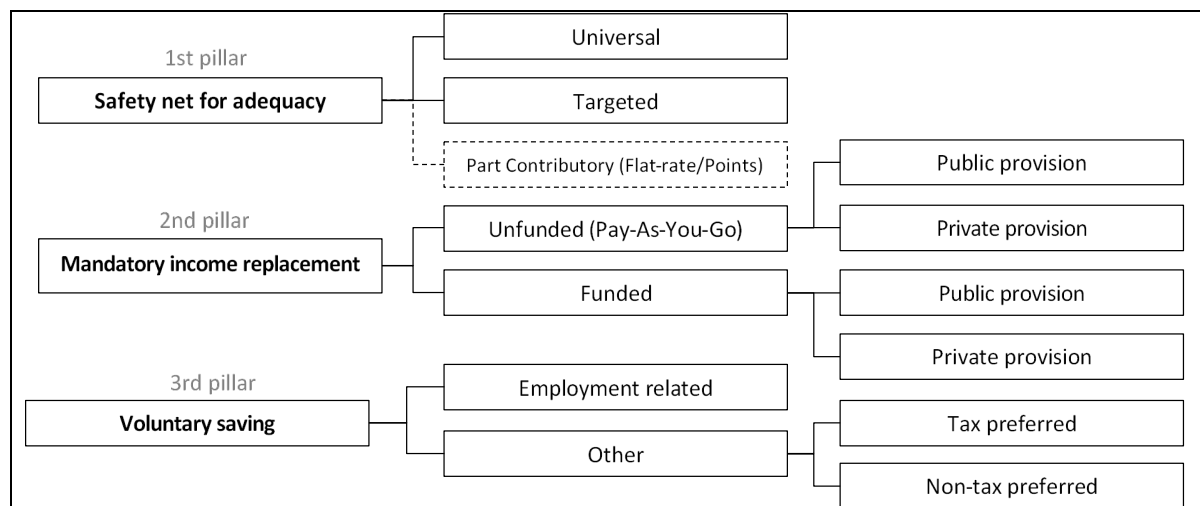 1st pillar
Safety net for adequacy
Universal
Targeted
Part Contributory (Flat-rate/Points)
2nd pillar
Mandatory income replacement
Unfunded (Pay-As-You-Go)
Public provision
Private provision
Funded
Public provision
Private provision
3rd pillar
Voluntary saving
Employment related
Other
Tax preferred
Non-tax preferred